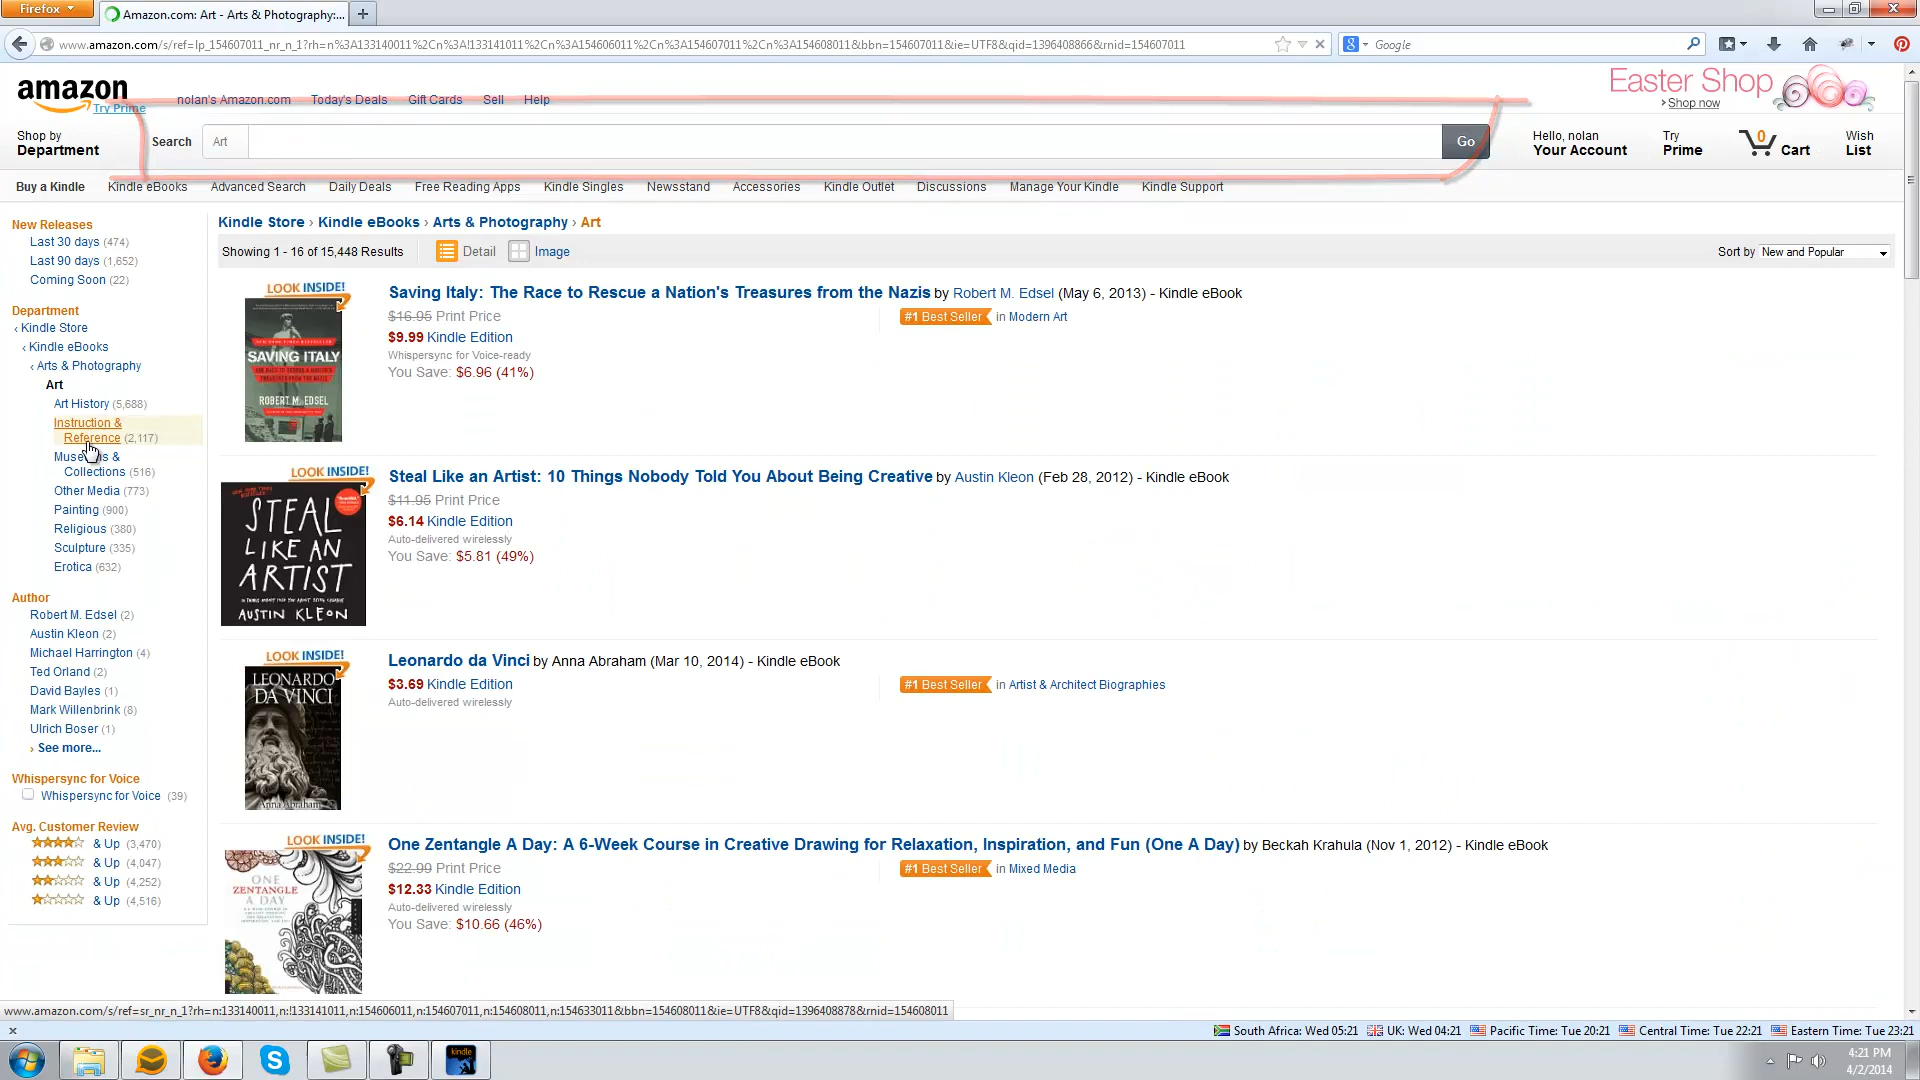 Firefox
Amazon.com: Art - Arts & Photography:...
www.amazon.com/s/ref=lp_154607011_nr_n_1?rh=n%3A133140011%2Cn%3A!133141011%2Cn%3A154606011%2Cn%3A154607011%2Cn%3A154608011&bbn=154607011&ie=UTF8&qid=1396408866&rnid=154607011
Google
amazon
Try Prime
nolan's Amazon.com Today's Deals Gift Cards Sell Help
Easter Shop
› Shop now
Shop by
Department
Search Art Go
Hello, nolan
Your Account
Try
Prime
0
Cart
Wish
List
Buy a Kindle Kindle eBooks Advanced Search Daily Deals Free Reading Apps Kindle Singles Newsstand Accessories Kindle Outlet Discussions Manage Your Kindle Kindle Support
New Releases
Last 30 days (474)
Last 90 days (1,652)
Coming Soon (22)
Department
‹ Kindle Store
‹ Kindle eBooks
‹ Arts & Photography
Art
Art History (5,688)
Instruction &
Reference (2,117)
Museums &
Collections (516)
Other Media (773)
Painting (900)
Religious (380)
Sculpture (335)
Erotica (632)
Author
Robert M. Edsel (2)
Austin Kleon (2)
Michael Harrington (4)
Ted Orland (2)
David Bayles (1)
Mark Willenbrink (8)
Ulrich Boser (1)
› See more...
Whispersync for Voice
Whispersync for Voice (39)
Avg. Customer Review
& Up (3,470)
& Up (4,047)
& Up (4,252)
& Up (4,516)
Kindle Store › Kindle eBooks › Arts & Photography › Art
Showing 1 - 16 of 15,448 Results Detail Image
Sort by New and Popular
LOOK INSIDE!
SAVING ITALY
ROBERT M. EDSEL
Saving Italy: The Race to Rescue a Nation's Treasures from the Nazis by Robert M. Edsel (May 6, 2013) - Kindle eBook
$16.95 Print Price
$9.99 Kindle Edition
Whispersync for Voice-ready
You Save: $6.96 (41%)
#1 Best Seller in Modern Art
LOOK INSIDE!
STEAL
LIKE AN
ARTIST
AUSTIN KLEON
Steal Like an Artist: 10 Things Nobody Told You About Being Creative by Austin Kleon (Feb 28, 2012) - Kindle eBook
$11.95 Print Price
$6.14 Kindle Edition
Auto-delivered wirelessly
You Save: $5.81 (49%)
LOOK INSIDE!
LEONARDO
DA VINCI
Anna Abraham
Leonardo da Vinci by Anna Abraham (Mar 10, 2014) - Kindle eBook
$3.69 Kindle Edition
Auto-delivered wirelessly
#1 Best Seller in Artist & Architect Biographies
LOOK INSIDE!
ONE
ZENTANGLE
A DAY
One Zentangle A Day: A 6-Week Course in Creative Drawing for Relaxation, Inspiration, and Fun (One A Day) by Beckah Krahula (Nov 1, 2012) - Kindle eBook
$22.99 Print Price
$12.33 Kindle Edition
Auto-delivered wirelessly
You Save: $10.66 (46%)
#1 Best Seller in Mixed Media
www.amazon.com/s/ref=sr_nr_n_1?rh=n:133140011,n:!133141011,n:154606011,n:154607011,n:154608011,n:154633011&bbn=154608011&ie=UTF8&qid=1396408878&rnid=154608011
South Africa: Wed 05:21 UK: Wed 04:21 Pacific Time: Tue 20:21 Central Time: Tue 22:21 Eastern Time: Tue 23:21
kindle
4:21 PM
4/2/2014